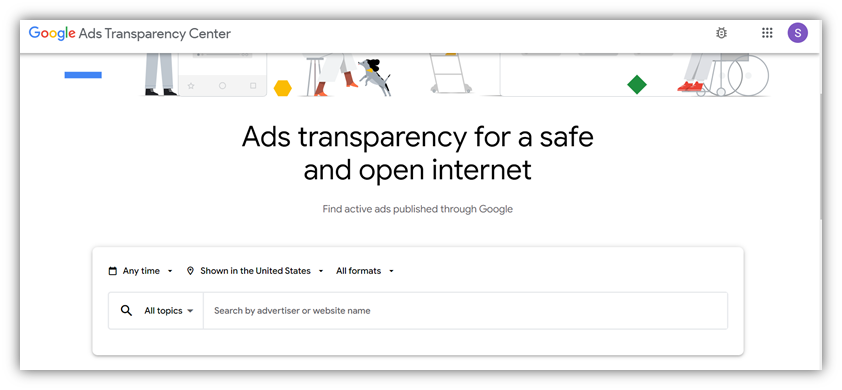 Google Ads Transparency Center
S
Ads transparency for a safe
and open internet
Find active ads published through Google
Any time Shown in the United States All formats
All topics Search by advertiser or website name